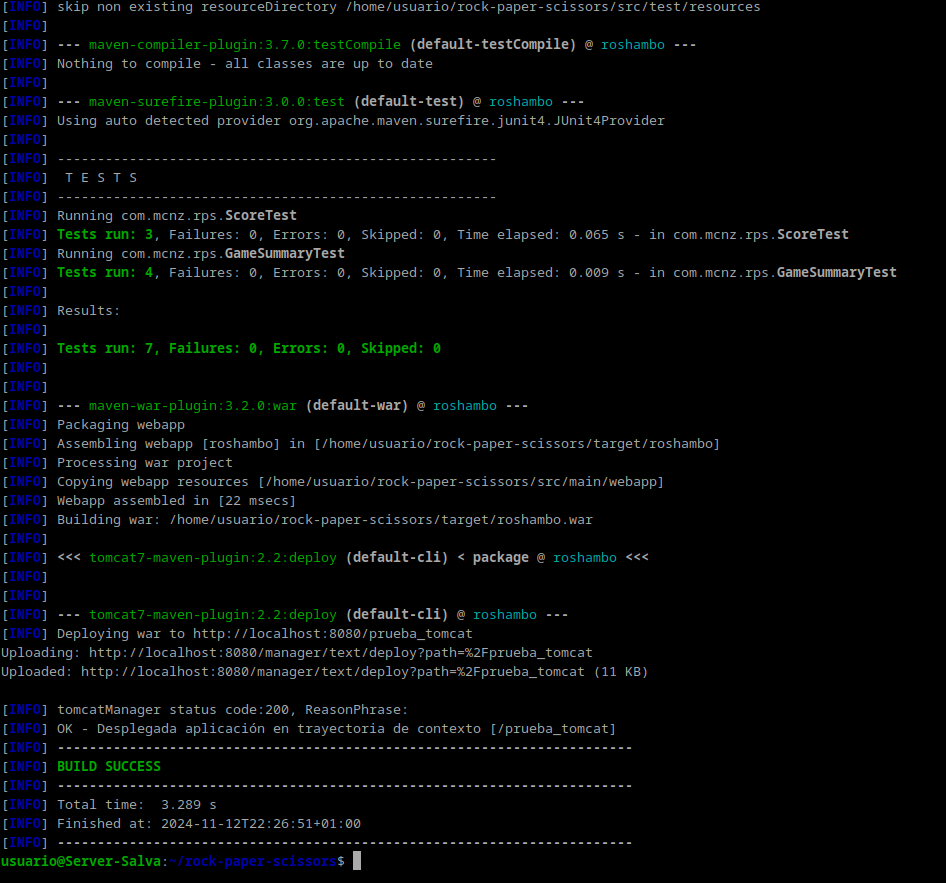 [INFO] skip non existing resourceDirectory /home/usuario/rock-paper-scissors/src/test/resources
[INFO]
[INFO] --- maven-compiler-plugin:3.7.0:testCompile (default-testCompile) @ roshambo ---
[INFO] Nothing to compile - all classes are up to date
[INFO]
[INFO] --- maven-surefire-plugin:3.0.0:test (default-test) @ roshambo ---
[INFO] Using auto detected provider org.apache.maven.surefire.junit4.JUnit4Provider
[INFO]
[INFO] -------------------------------------------------------
[INFO]  T E S T S
[INFO] -------------------------------------------------------
[INFO] Running com.mcnz.rps.ScoreTest
[INFO] Tests run: 3, Failures: 0, Errors: 0, Skipped: 0, Time elapsed: 0.065 s - in com.mcnz.rps.ScoreTest
[INFO] Running com.mcnz.rps.GameSummaryTest
[INFO] Tests run: 4, Failures: 0, Errors: 0, Skipped: 0, Time elapsed: 0.009 s - in com.mcnz.rps.GameSummaryTest
[INFO]
[INFO] Results:
[INFO]
[INFO] Tests run: 7, Failures: 0, Errors: 0, Skipped: 0
[INFO]
[INFO]
[INFO] --- maven-war-plugin:3.2.0:war (default-war) @ roshambo ---
[INFO] Packaging webapp
[INFO] Assembling webapp [roshambo] in [/home/usuario/rock-paper-scissors/target/roshambo]
[INFO] Processing war project
[INFO] Copying webapp resources [/home/usuario/rock-paper-scissors/src/main/webapp]
[INFO] Webapp assembled in [22 msecs]
[INFO] Building war: /home/usuario/rock-paper-scissors/target/roshambo.war
[INFO]
[INFO] <<< tomcat7-maven-plugin:2.2:deploy (default-cli) < package @ roshambo <<<
[INFO]
[INFO]
[INFO] --- tomcat7-maven-plugin:2.2:deploy (default-cli) @ roshambo ---
[INFO] Deploying war to http://localhost:8080/prueba_tomcat
Uploading: http://localhost:8080/manager/text/deploy?path=%2Fprueba_tomcat
Uploaded: http://localhost:8080/manager/text/deploy?path=%2Fprueba_tomcat (11 KB)

[INFO] tomcatManager status code:200, ReasonPhrase:
[INFO] OK - Desplegada aplicación en trayectoria de contexto [/prueba_tomcat]
[INFO] ------------------------------------------------------------------------
[INFO] BUILD SUCCESS
[INFO] ------------------------------------------------------------------------
[INFO] Total time:  3.289 s
[INFO] Finished at: 2024-11-12T22:26:51+01:00
[INFO] ------------------------------------------------------------------------
usuario@Server-Salva:~/rock-paper-scissors$